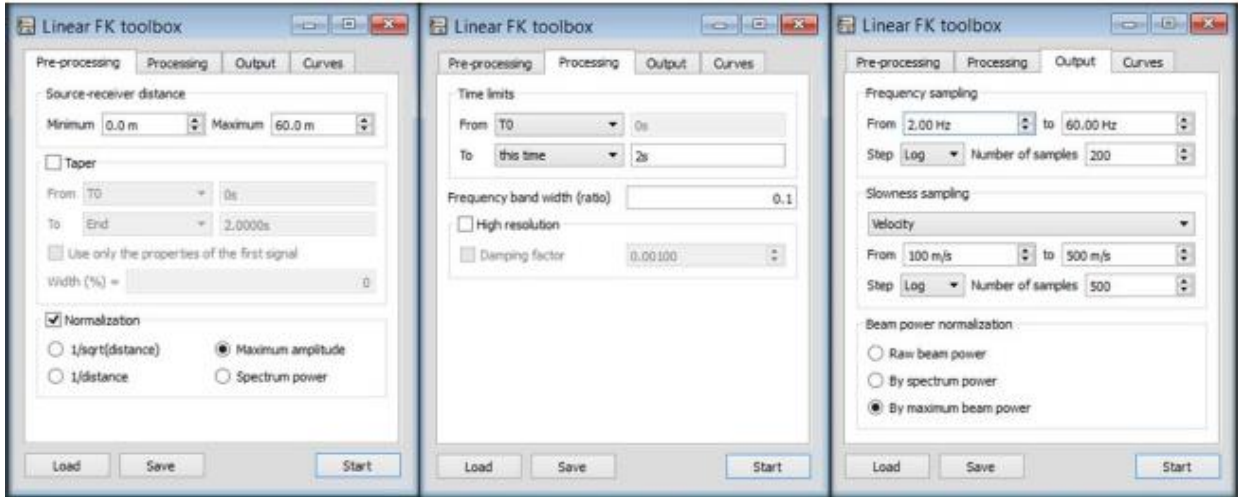 Linear FK toolbox
Pre-processing Processing Output Curves
Source-receiver distance
Minimum 0.0 m Maximum 60.0 m
Taper
From T0 0s
To End 2.0000s
Use only the properties of the first signal
Width (%) = 0
Normalization
1/sqrt(distance) Maximum amplitude
1/distance Spectrum power
Load Save Start
Linear FK toolbox
Pre-processing Processing Output Curves
Time limits
From T0 0s
To this time 2s
Frequency band width (ratio) 0.1
High resolution
Damping factor 0.00100
Load Save Start
Linear FK toolbox
Pre-processing Processing Output Curves
Frequency sampling
From 2.00 Hz to 60.00 Hz
Step Log Number of samples 200
Slowness sampling
Velocity
From 100 m/s to 500 m/s
Step Log Number of samples 500
Beam power normalization
Raw beam power
By spectrum power
By maximum beam power
Load Save Start